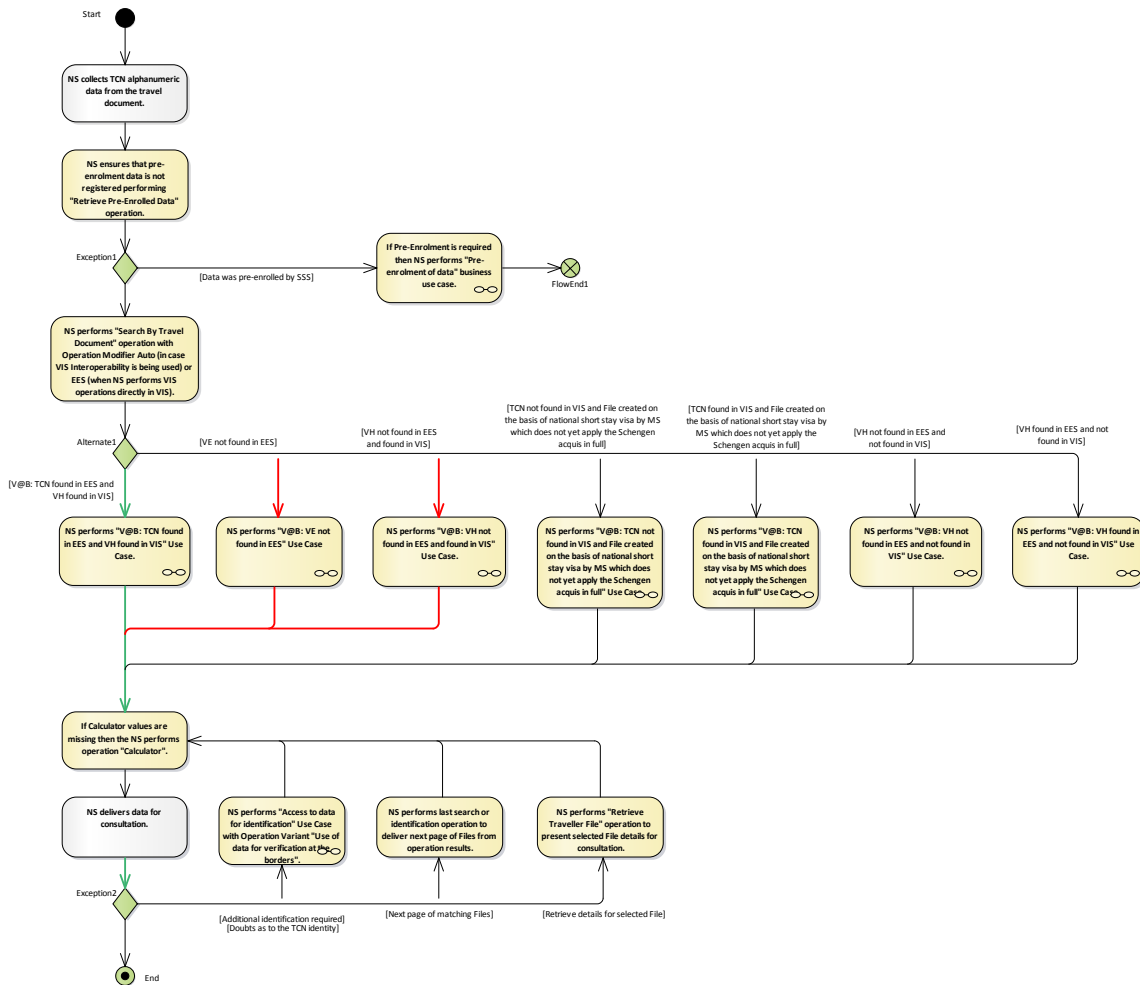 Start
NS collects TCN alphanumeric
data from the travel
document.
NS ensures that pre-
enrolment data is not
registered performing
"Retrieve Pre-Enrolled Data"
operation.
Exception1
[Data was pre-enrolled by SSS]
If Pre-Enrolment is required
then NS performs "Pre-
enrolment of data" business
use case.
FlowEnd1
NS performs "Search By Travel
Document" operation with
Operation Modifier Auto (in case
VIS Interoperability is being used) or
EES (when NS performs VIS
operations directly in VIS).
Alternate1
[V@B: TCN found in EES and
VH found in VIS]
[VE not found in EES]
[VH not found in EES
and found in VIS]
[TCN not found in VIS and File created on
the basis of national short stay visa by MS
which does not yet apply the Schengen
acquis in full]
[TCN found in VIS and File created on
the basis of national short stay visa by
MS which does not yet apply the
Schengen acquis in full]
[VH not found in EES and
not found in VIS]
[VH found in EES and not
found in VIS]
NS performs "V@B: TCN found
in EES and VH found in VIS" Use
Case.
NS performs "V@B: VE not
found in EES" Use Case
NS performs "V@B: VH not
found in EES and found in VIS"
Use Case.
NS performs "V@B: TCN not
found in VIS and File created
on the basis of national short
stay visa by MS which does
not yet apply the Schengen
acquis in full" Use Case.
NS performs "V@B: TCN
found in VIS and File created
on the basis of national short
stay visa by MS which does
not yet apply the Schengen
acquis in full" Use Case.
NS performs "V@B: VH not
found in EES and not found in
VIS" Use Case.
NS performs "V@B: VH found in
EES and not found in VIS" Use
Case.
If Calculator values are
missing then the NS performs
operation "Calculator".
NS delivers data for
consultation.
NS performs "Access to data
for identification" Use Case
with Operation Variant "Use of
data for verification at the
borders".
NS performs last search or
identification operation to
deliver next page of Files from
operation results.
NS performs "Retrieve
Traveller File" operation to
present selected File details for
consultation.
Exception2
[Additional identification required]
[Doubts as to the TCN identity]
[Next page of matching Files]
[Retrieve details for selected File]
End